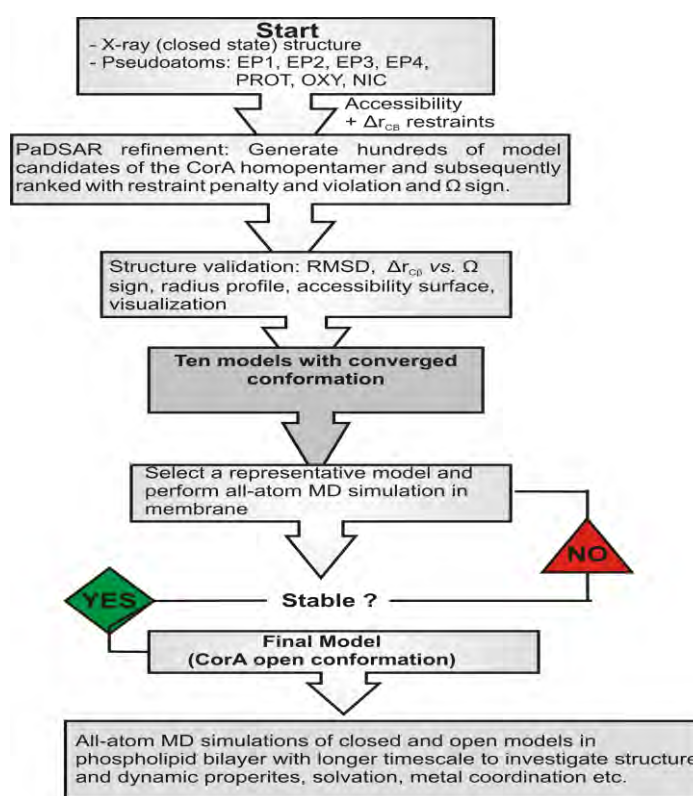 Start
- X-ray (closed state) structure
- Pseudoatoms: EP1, EP2, EP3, EP4,
PROT, OXY, NIC
Accessibility
+ Δr_CB restraints
PaDSAR refinement: Generate hundreds of model
candidates of the CorA homopentamer and subsequently
ranked with restraint penalty and violation and Ω sign.
Structure validation: RMSD, Δr_Cβ vs. Ω
sign, radius profile, accessibility surface,
visualization
Ten models with converged
conformation
Select a representative model and
perform all-atom MD simulation in
membrane
NO
YES
Stable ?
Final Model
(CorA open conformation)
All-atom MD simulations of closed and open models in
phospholipid bilayer with longer timescale to investigate structure
and dynamic properites, solvation, metal coordination etc.